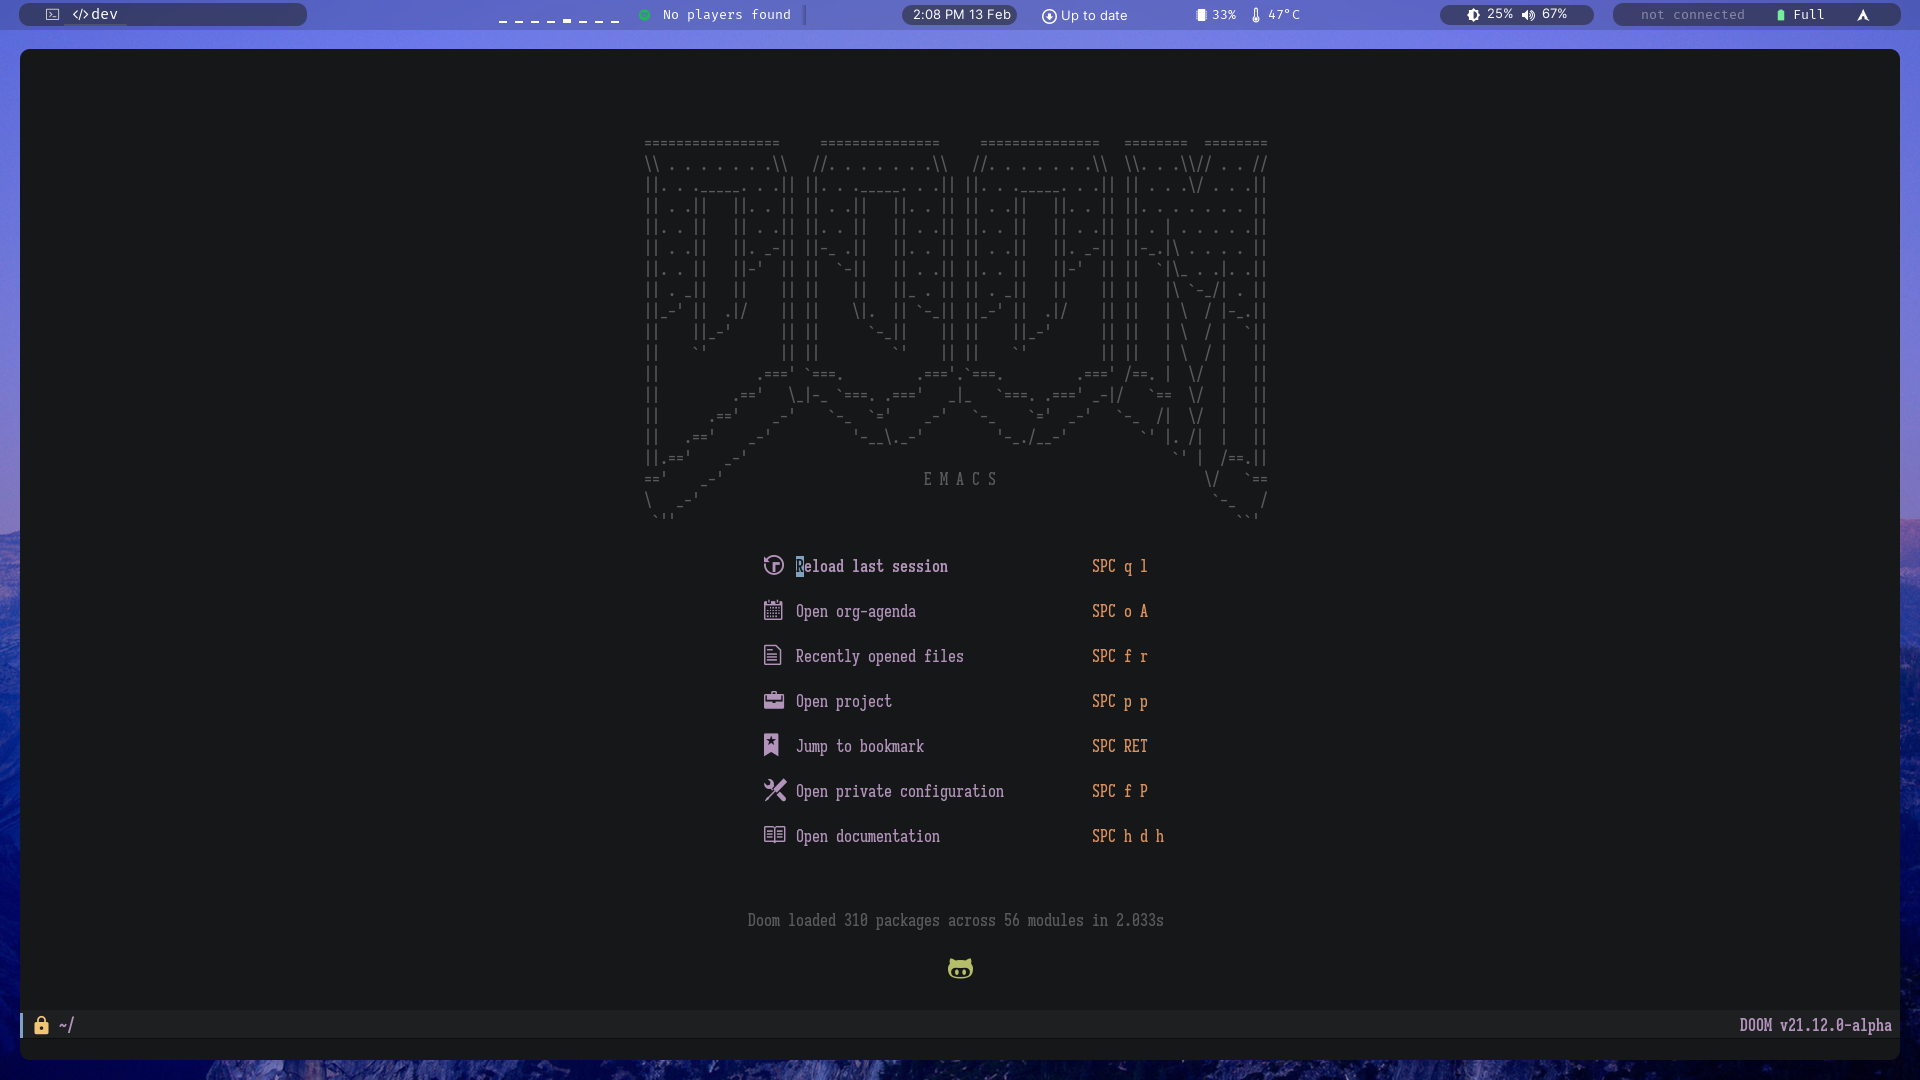 </>dev
No players found
2:08 PM 13 Feb
Up to date
33% 47°C
25% 67%
not connected
Full
E M A C S
Reload last session SPC q l
Open org-agenda SPC o A
Recently opened files SPC f r
Open project SPC p p
Jump to bookmark SPC RET
Open private configuration SPC f P
Open documentation SPC h d h
Doom loaded 310 packages across 56 modules in 2.033s
~/
DOOM v21.12.0-alpha